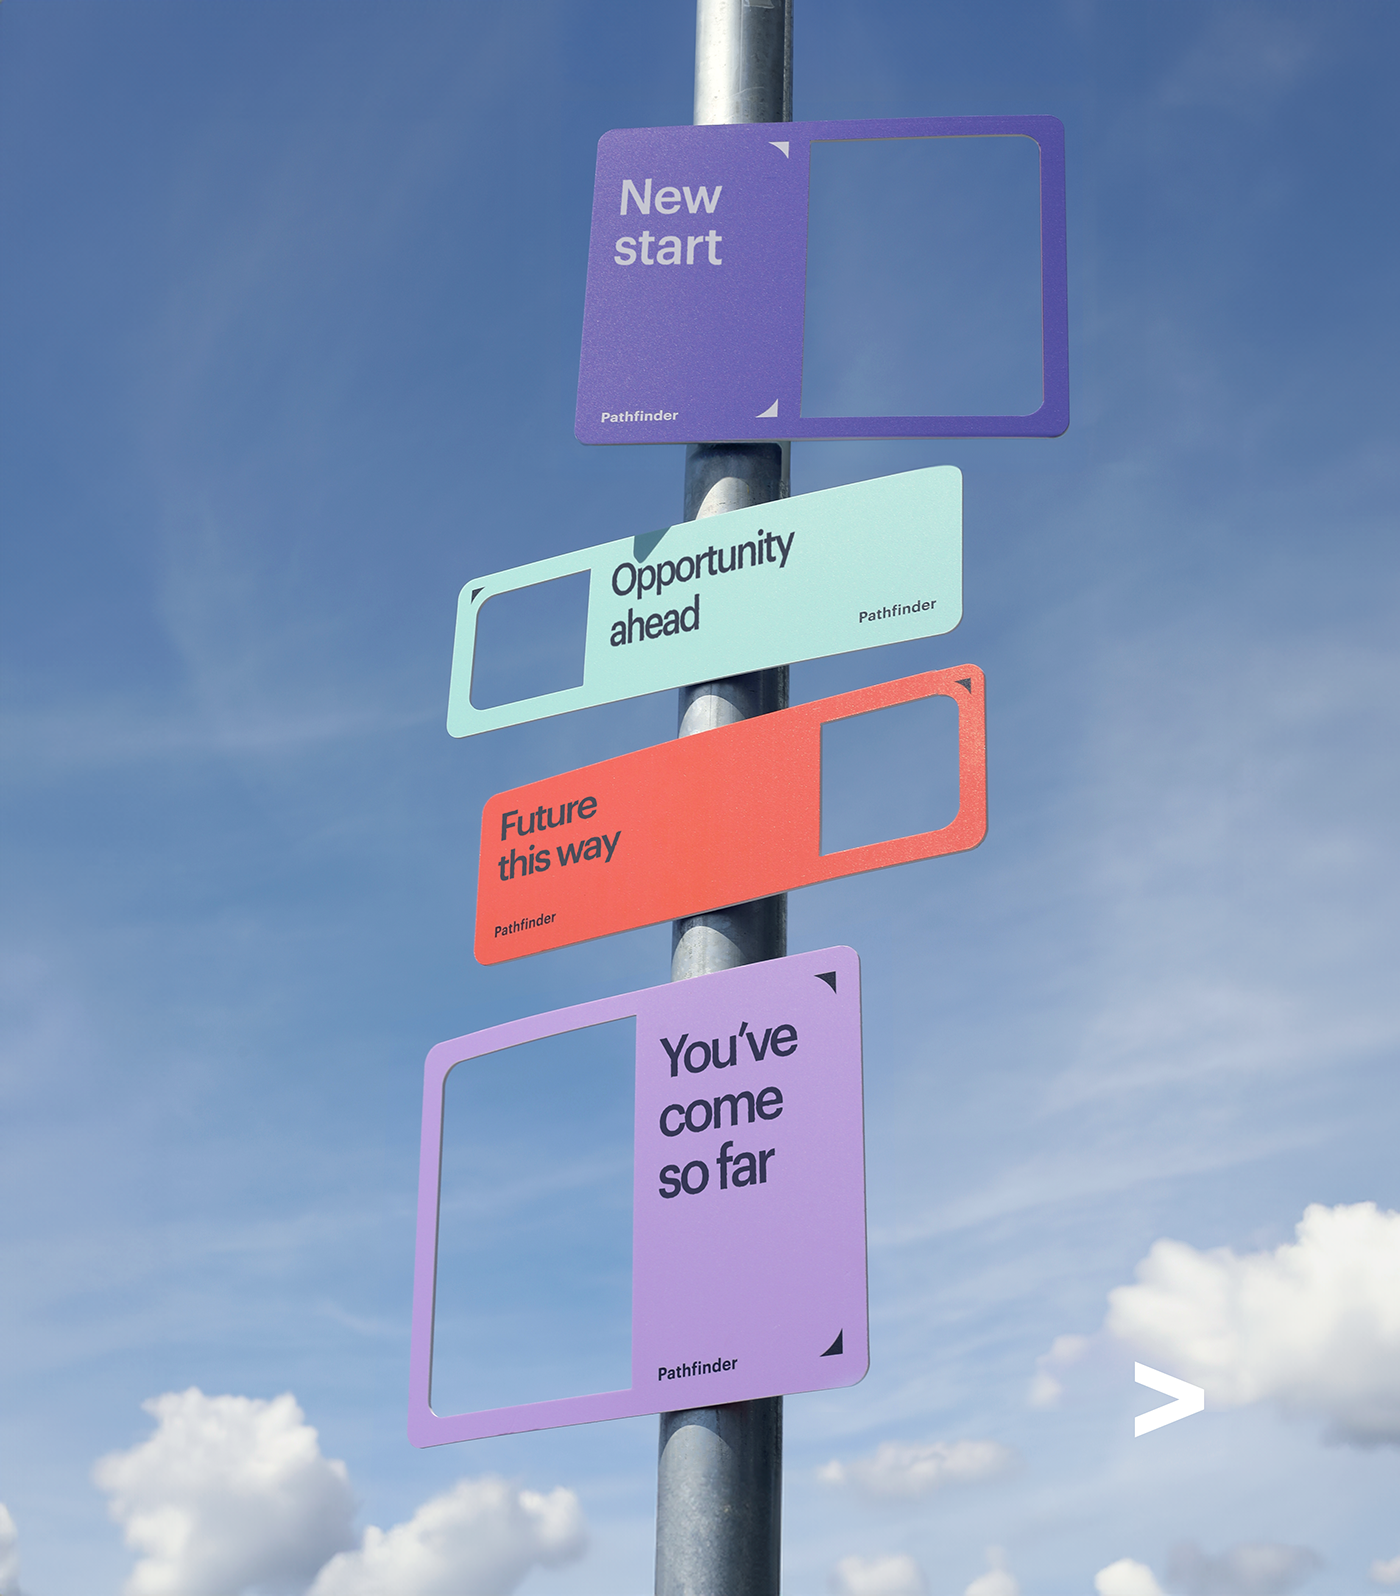 New
start
Pathfinder
Opportunity
ahead
Pathfinder
Future
this way
Pathfinder
You've
come
so far
Pathfinder
>